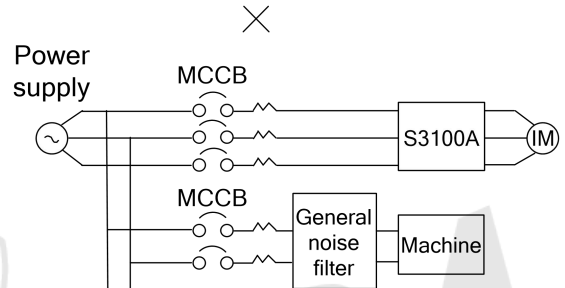 Power
supply
MCCB
S3100A
IM
MCCB
General
noise
filter
Machine